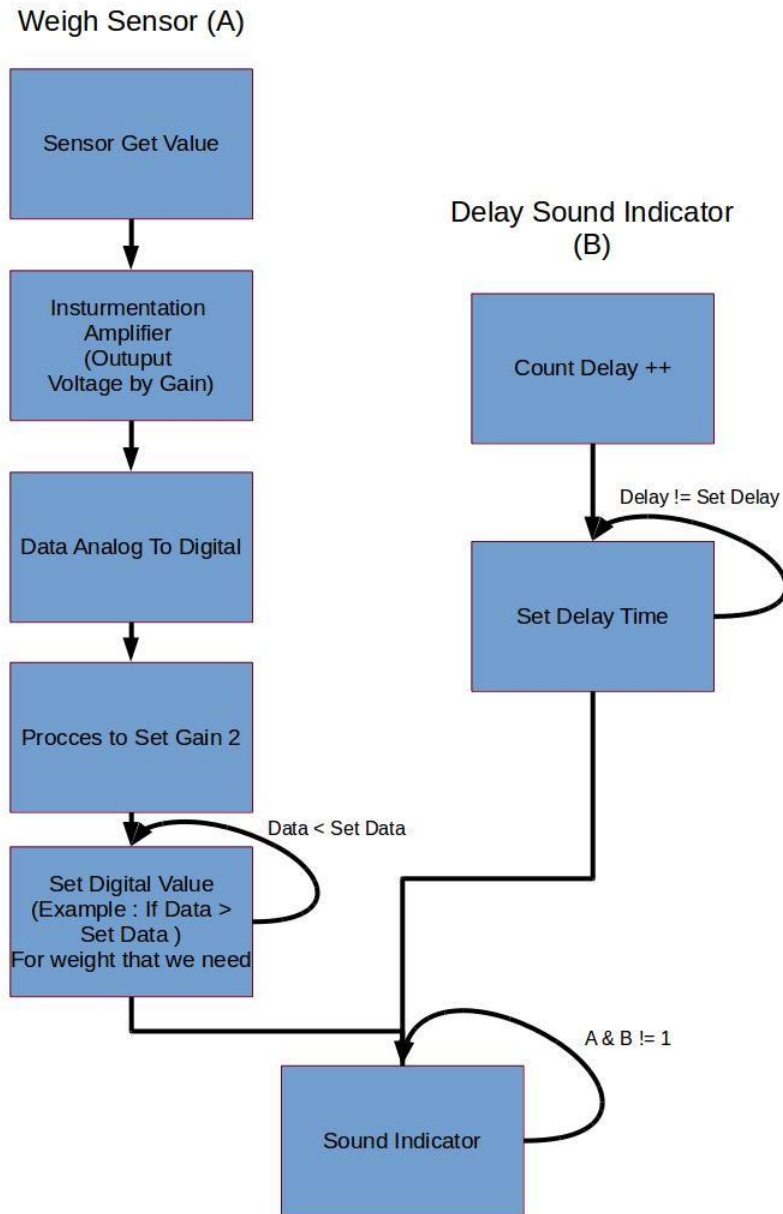 Weigh Sensor (A)
Sensor Get Value
Insturmentation
Amplifier
(Outuput
Voltage by Gain)
Data Analog To Digital
Procces to Set Gain 2
Data < Set Data
Set Digital Value
(Example : If Data >
Set Data )
For weight that we need
Delay Sound Indicator
(B)
Count Delay ++
Delay != Set Delay
Set Delay Time
A & B != 1
Sound Indicator